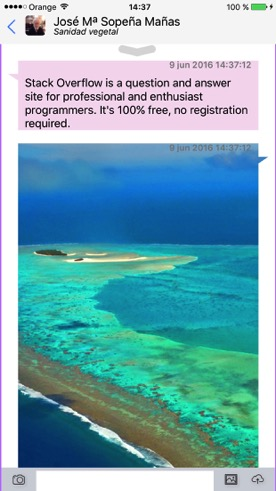 Orange 14:37 100 %
José Mª Sopeña Mañas
Sanidad vegetal
9 jun 2016 14:37:12
Stack Overflow is a question and answer
site for professional and enthusiast
programmers. It's 100% free, no registration
required.
9 jun 2016 14:37:12